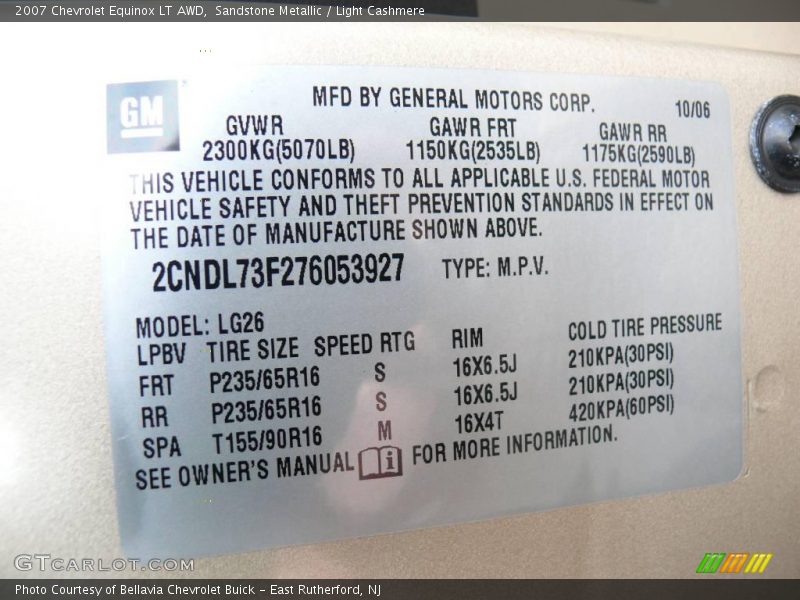 2007 Chevrolet Equinox LT AWD,  Sandstone Metallic / Light Cashmere
GM
MFD BY GENERAL MOTORS CORP. 10/06
GVWR GAWR FRT GAWR RR
2300KG(5070LB) 1150KG(2535LB) 1175KG(2590LB)
THIS VEHICLE CONFORMS TO ALL APPLICABLE U.S. FEDERAL MOTOR
VEHICLE SAFETY AND THEFT PREVENTION STANDARDS IN EFFECT ON
THE DATE OF MANUFACTURE SHOWN ABOVE.
2CNDL73F276053927 TYPE: M.P.V.
MODEL: LG26
LPBV TIRE SIZE SPEED RTG RIM COLD TIRE PRESSURE
FRT P235/65R16 S 16X6.5J 210KPA(30PSI)
RR P235/65R16 S 16X6.5J 210KPA(30PSI)
SPA T155/90R16 M 16X4T 420KPA(60PSI)
SEE OWNER'S MANUAL i FOR MORE INFORMATION.
GTCARLOT.COM
Photo Courtesy of Bellavia Chevrolet Buick - East Rutherford, NJ